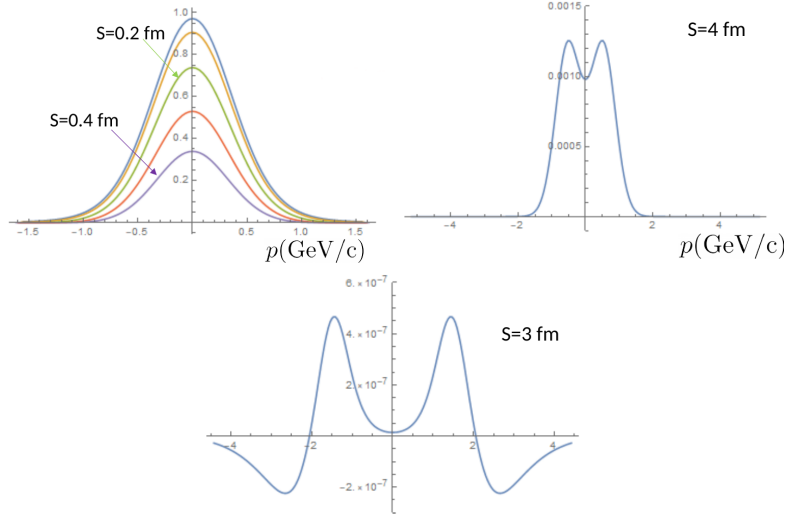 1.0
S=0.2 fm
0.8
0.6
S=0.4 fm
0.4
0.2
-1.5 -1.0 -0.5 0.5 1.0 1.5
p(GeV/c)
0.0015
S=4 fm
0.0010
0.0005
-4 -2 2 4
p(GeV/c)
6. × 10⁻⁷
S=3 fm
4. × 10⁻⁷
2. × 10⁻⁷
-4 -2 2 4
-2. × 10⁻⁷